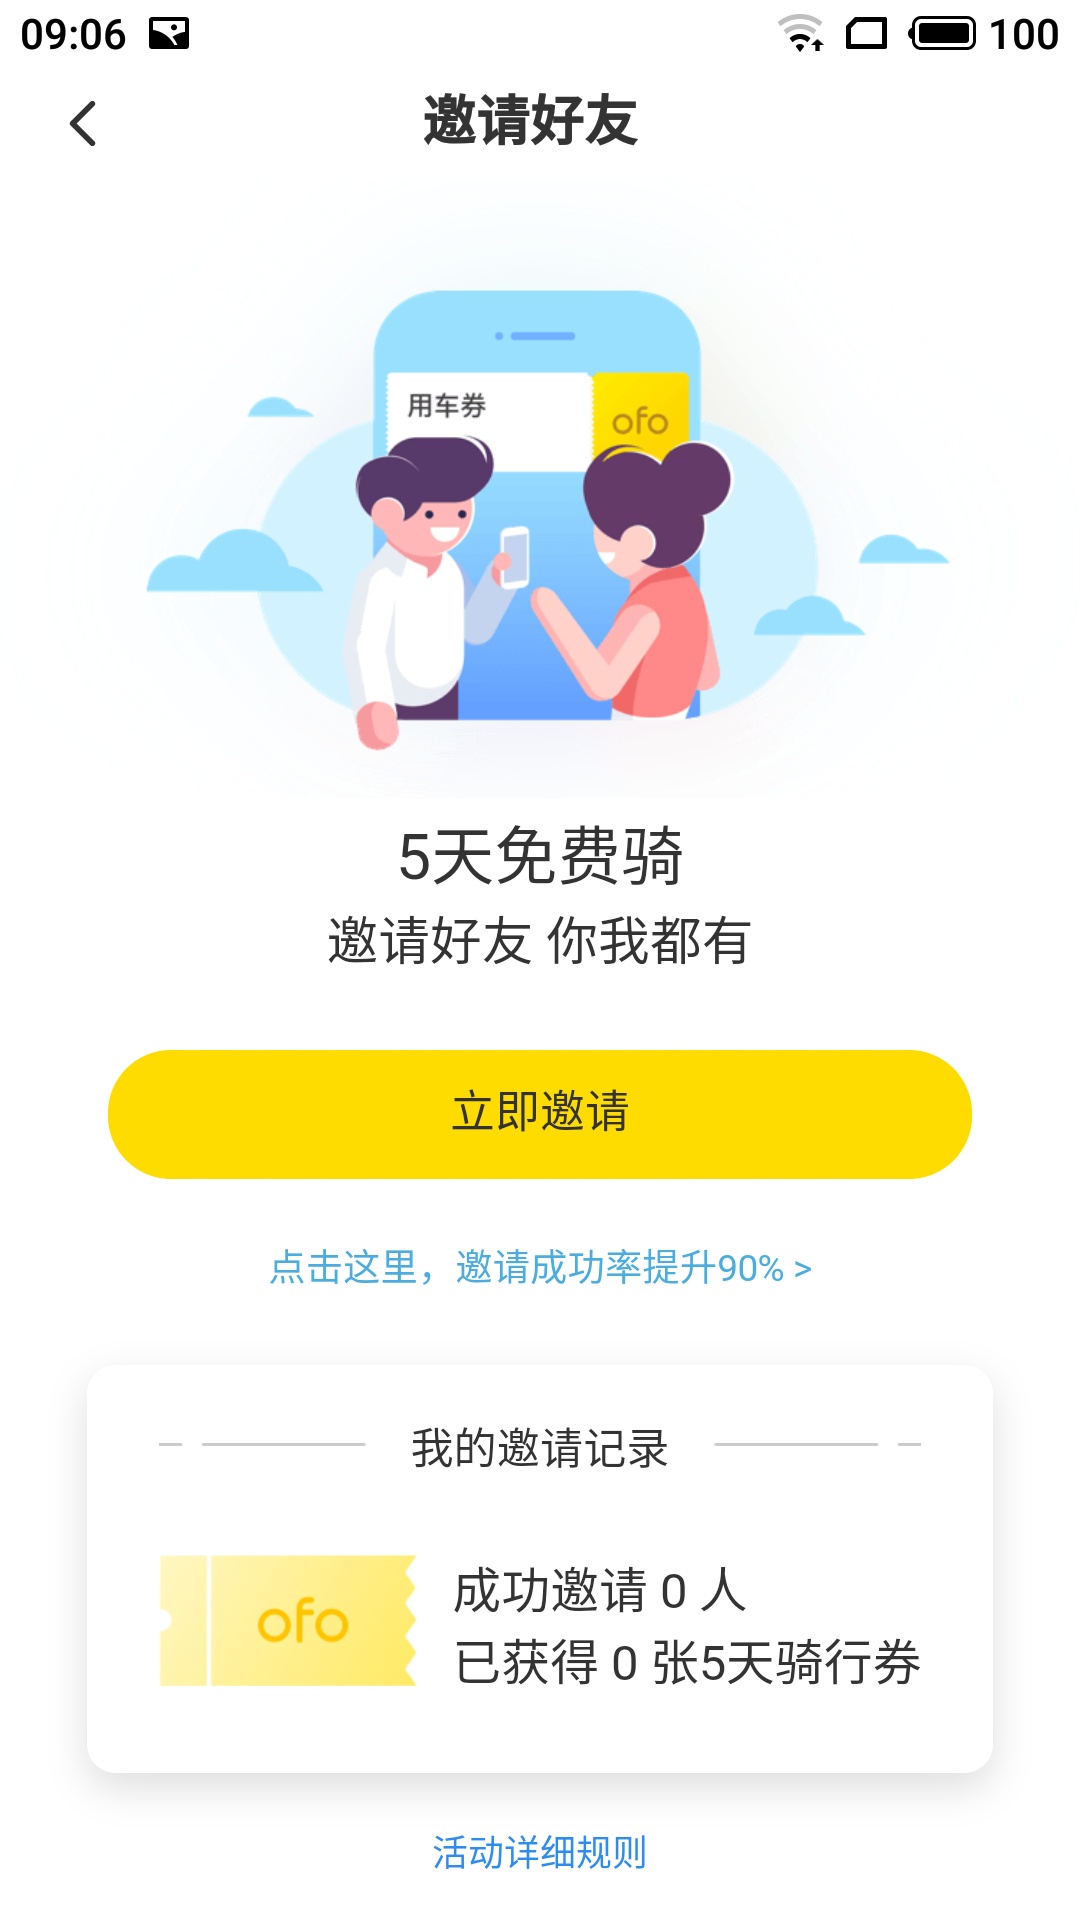 09:06
100
邀请好友
用车券
ofo
5天免费骑
邀请好友 你我都有
立即邀请
点击这里，邀请成功率提升90% >
我的邀请记录
ofo
成功邀请 0 人
已获得 0 张5天骑行券
活动详细规则